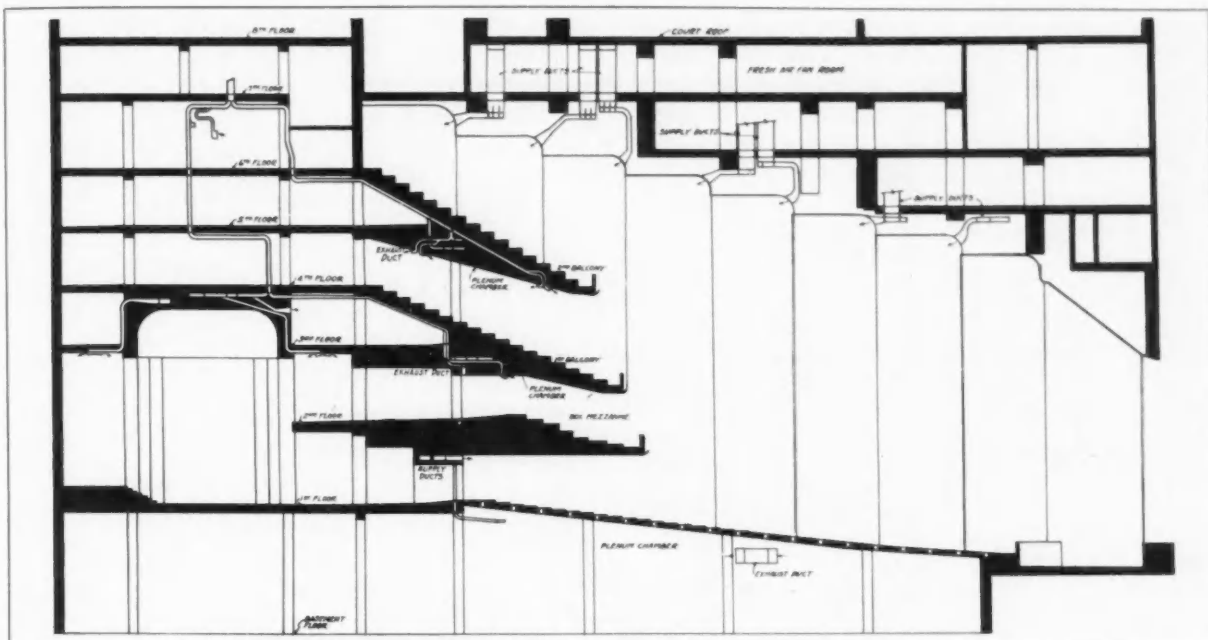 8TH FLOOR
COURT ROOF
SUPPLY DUCTS
FRESH AIR FAN ROOM
7TH FLOOR
SUPPLY DUCTS
6TH FLOOR
SUPPLY DUCTS
5TH FLOOR
EXHAUST
DUCT
2ND BALCONY
PLENUM
CHAMBER
4TH FLOOR
3RD FLOOR
1ST BALCONY
EXHAUST DUCT
PLENUM
CHAMBER
2ND FLOOR
BOX MEZZANINE
SUPPLY
DUCTS
1ST FLOOR
PLENUM CHAMBER
EXHAUST DUCT
BASEMENT
FLOOR